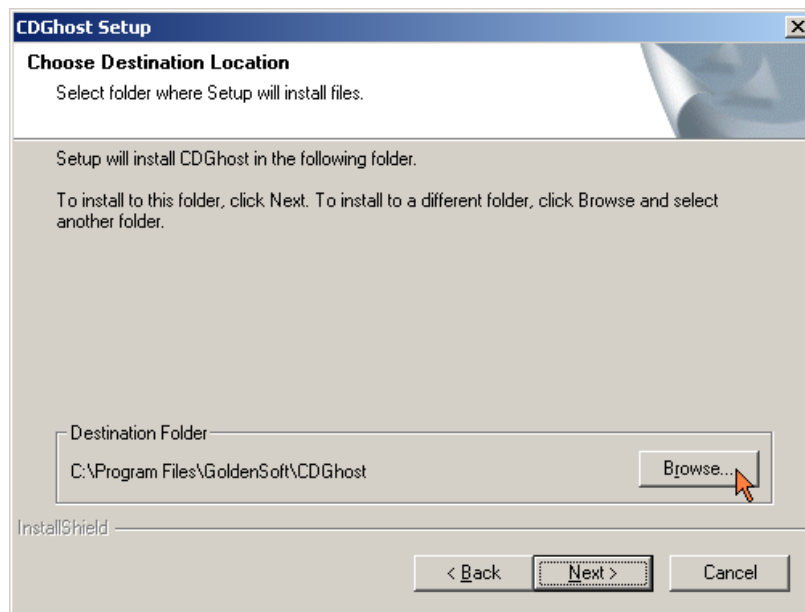 CDGhost Setup
Choose Destination Location
Select folder where Setup will install files.
Setup will install CDGhost in the following folder.
To install to this folder, click Next. To install to a different folder, click Browse and select
another folder.
Destination Folder
C:\Program Files\GoldenSoft\CDGhost
Browse...
InstallShield
< Back
Next >
Cancel